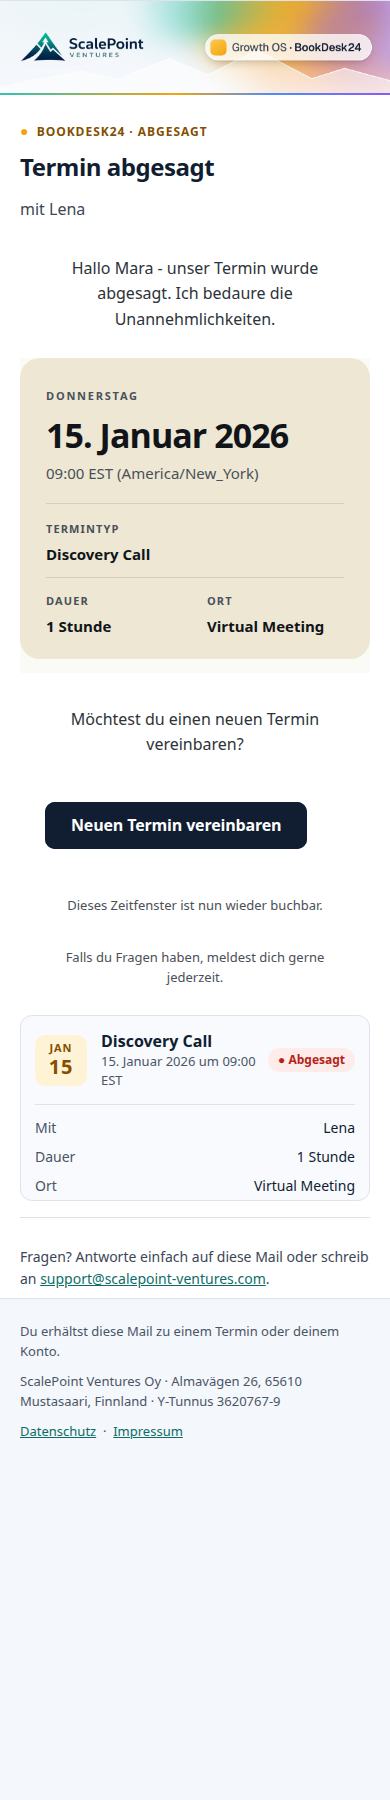 ScalePoint
VENTURES
Growth OS · BookDesk24
BOOKDESK24 · ABGESAGT
Termin abgesagt
mit Lena
Hallo Mara - unser Termin wurde
abgesagt. Ich bedaure die
Unannehmlichkeiten.
DONNERSTAG
15. Januar 2026
09:00 EST (America/New_York)
TERMINTYP
Discovery Call
DAUER
ORT
1 Stunde
Virtual Meeting
Möchtest du einen neuen Termin
vereinbaren?
Neuen Termin vereinbaren
Dieses Zeitfenster ist nun wieder buchbar.
Falls du Fragen haben, meldest dich gerne
jederzeit.
JAN
15
Discovery Call
15. Januar 2026 um 09:00
EST
Abgesagt
Mit
Lena
Dauer
1 Stunde
Ort
Virtual Meeting
Fragen? Antworte einfach auf diese Mail oder schreib
an support@scalepoint-ventures.com.
Du erhältst diese Mail zu einem Termin oder deinem
Konto.
ScalePoint Ventures Oy · Almavägen 26, 65610
Mustasaari, Finnland · Y-Tunnus 3620767-9
Datenschutz · Impressum